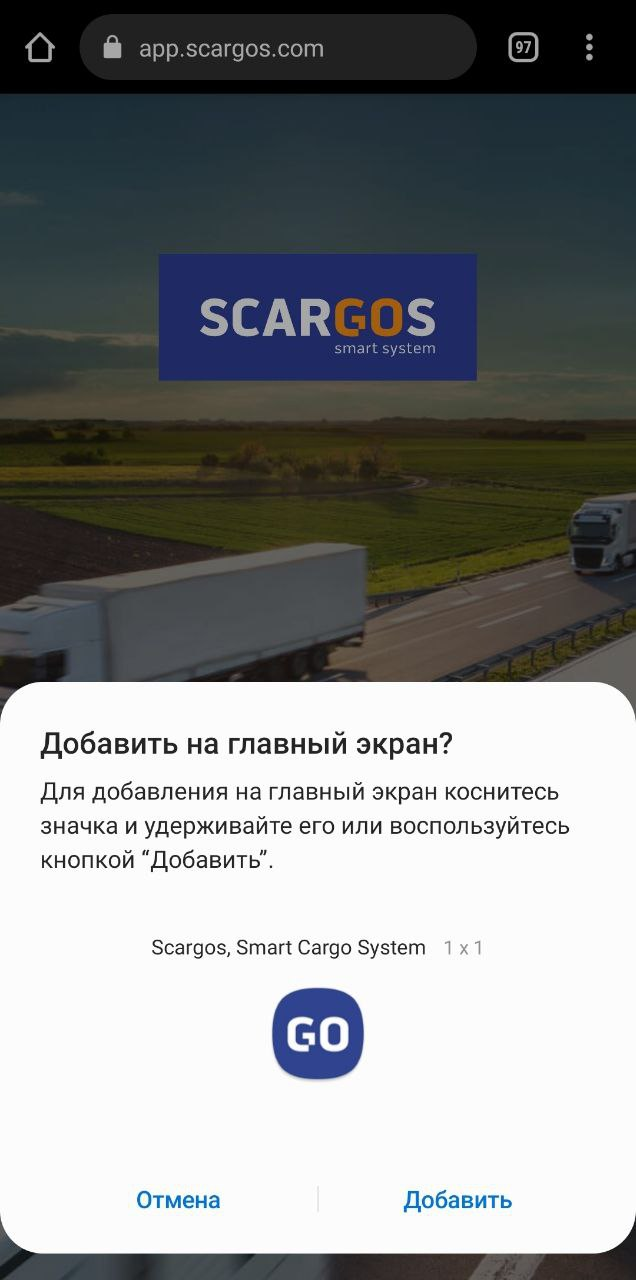 app.scargos.com
97
SCARGOS
smart system
Добавить на главный экран?
Для добавления на главный экран коснитесь
значка и удерживайте его или воспользуйтесь
кнопкой “Добавить”.
Scargos, Smart Cargo System 1 x 1
GO
Отмена
Добавить